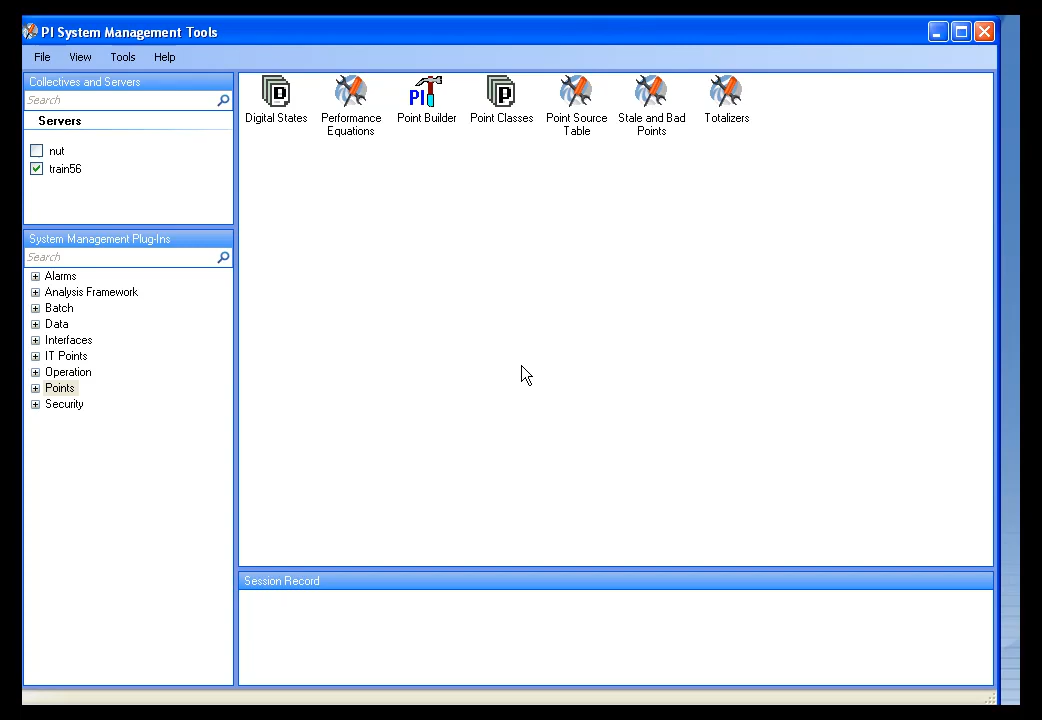 PI System Management Tools
File View Tools Help
Collectives and Servers
Search
Servers
nut
train56
System Management Plug-Ins
Search
Alarms
Analysis Framework
Batch
Data
Interfaces
IT Points
Operation
Points
Security
D
PI
P
Digital States
Performance
Equations
Point Builder
Point Classes
Point Source
Table
Stale and Bad
Points
Totalizers
Session Record